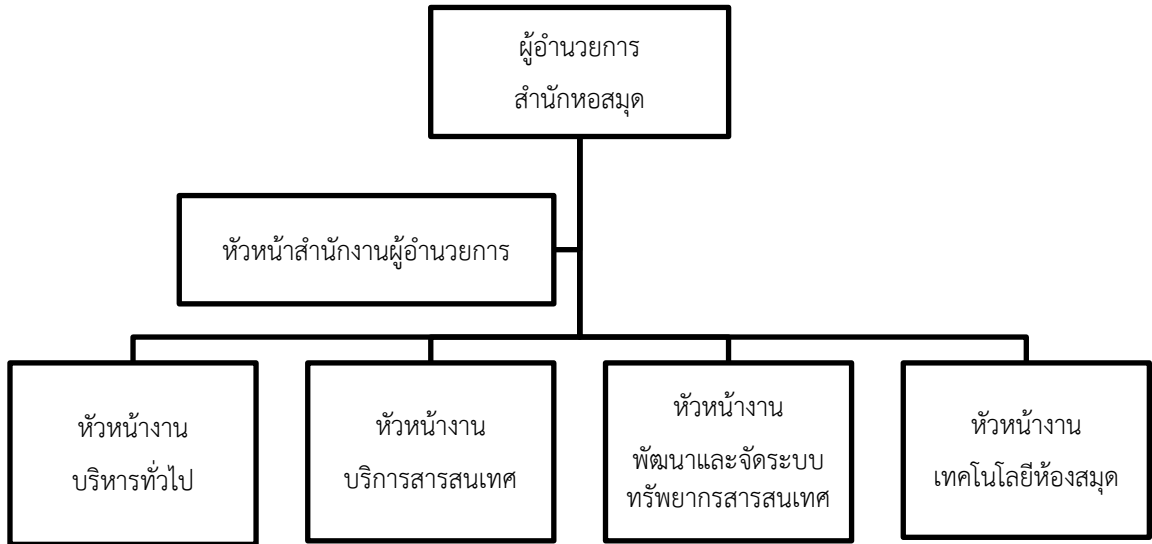 ผู้อำนวยการ
สำนักหอสมุด
หัวหน้าสำนักงานผู้อำนวยการ
หัวหน้างาน
บริหารทั่วไป
หัวหน้างาน
บริการสารสนเทศ
หัวหน้างาน
พัฒนาและจัดระบบ
ทรัพยากรสารสนเทศ
หัวหน้างาน
เทคโนโลยีห้องสมุด